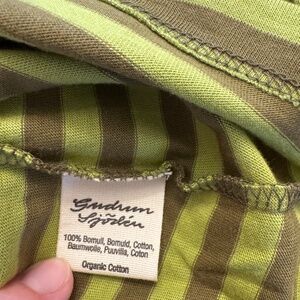 Gudrun
Sjödén
100% Bomull, Bomuld, Cotton,
Baumwolle, Puuvilla, Coton
Organic Cotton